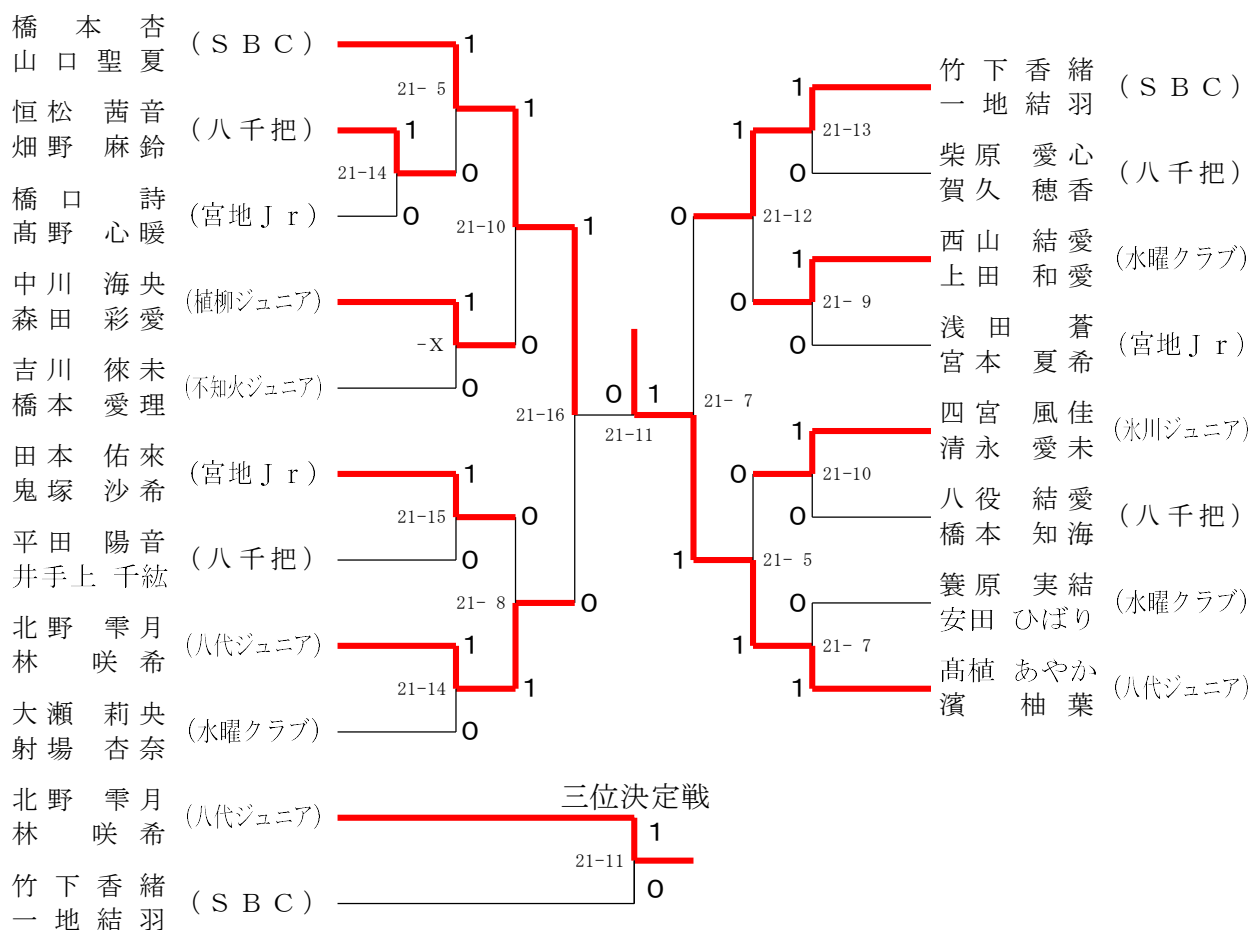 橋本杏
山口聖夏
(SBC)
1
21- 5
1
恒松 茜音
畑野 麻鈴
(八千把)
1
21-14
0
橋口 詩
髙野 心暖
(宮地Jr)
0
21-10
1
中川 海央
森田 彩愛
(植柳ジュニア)
1
-X
0
吉川 徠未
橋本 愛理
(不知火ジュニア)
0
21-16
田本 佑來
鬼塚 沙希
(宮地Jr)
1
21-15
0
平田 陽音
井手上 千紘
(八千把)
0
21- 8
0
北野 雫月
林 咲希
(八代ジュニア)
1
21-14
1
大瀬 莉央
射場 杏奈
(水曜クラブ)
0
0
1
21-11
竹下香緒
一地結羽
(SBC)
1
21-13
1
柴原 愛心
賀久 穂香
(八千把)
0
0
21-12
西山 結愛
上田 和愛
(水曜クラブ)
1
21- 9
0
浅田 蒼
宮本 夏希
(宮地Jr)
0
21- 7
四宮 風佳
清永 愛未
(氷川ジュニア)
1
21-10
0
八役 結愛
橋本 知海
(八千把)
0
1
21- 5
簑原 実結
安田 ひばり
(水曜クラブ)
0
21- 7
1
髙植 あやか
濱 柚葉
(八代ジュニア)
1
三位決定戦
北野 雫月
林 咲希
(八代ジュニア)
1
21-11
竹下香緒
一地結羽
(SBC)
0